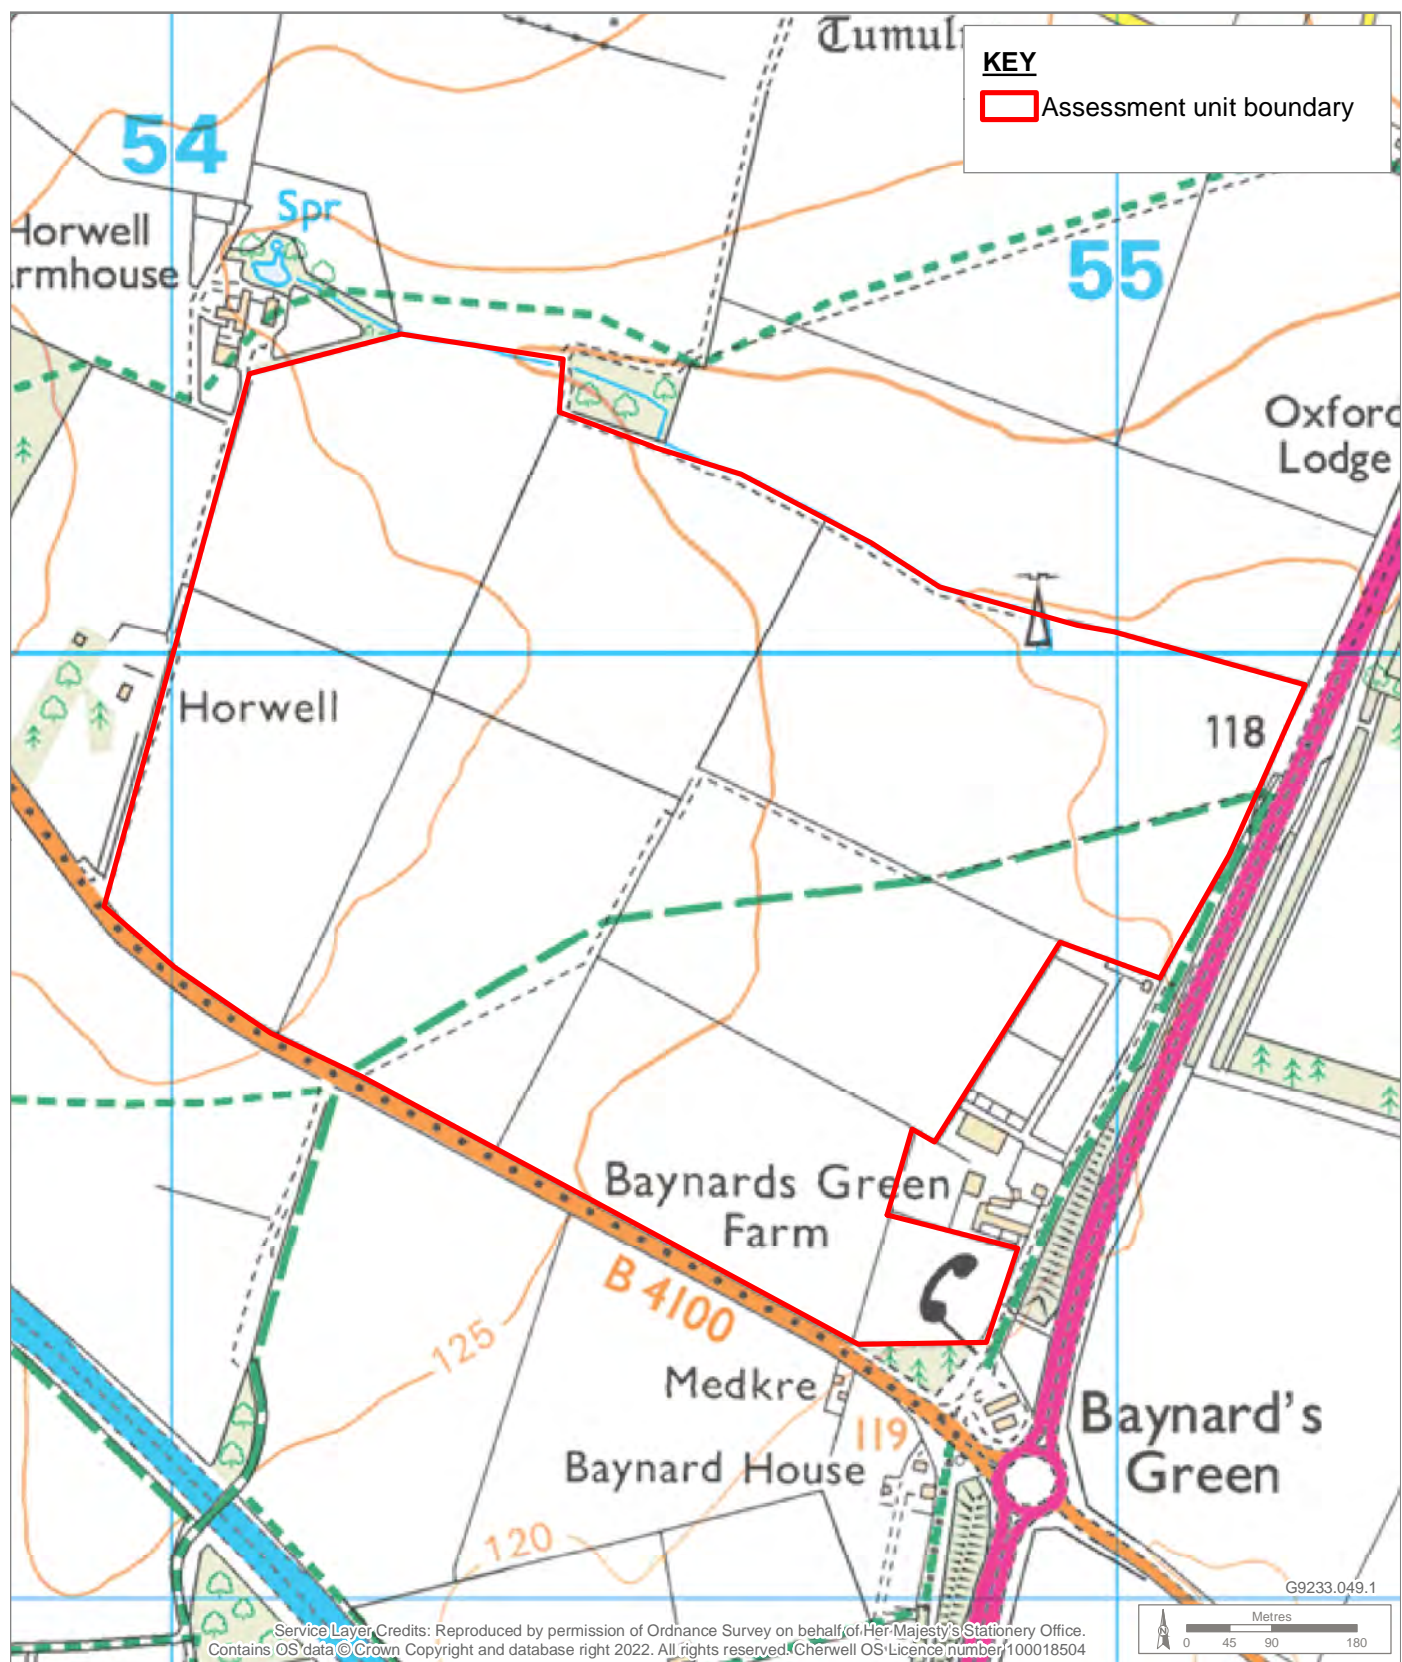 Tumul
KEY
Assessment unit boundary
54
Spr
Horwell
rmhouse
55
Oxford
Lodge
118
Horwell
Baynards Green
Farm
B 4100
125
Medkre
119
Baynard House
Baynard's
Green
120
G9233.049.1
Metres
N
0 45 90 180
Service Layer Credits: Reproduced by permission of Ordnance Survey on behalf of Her Majesty's Stationery Office.
Contains OS data © Crown Copyright and database right 2022. All rights reserved. Cherwell OS Licence number 100018504